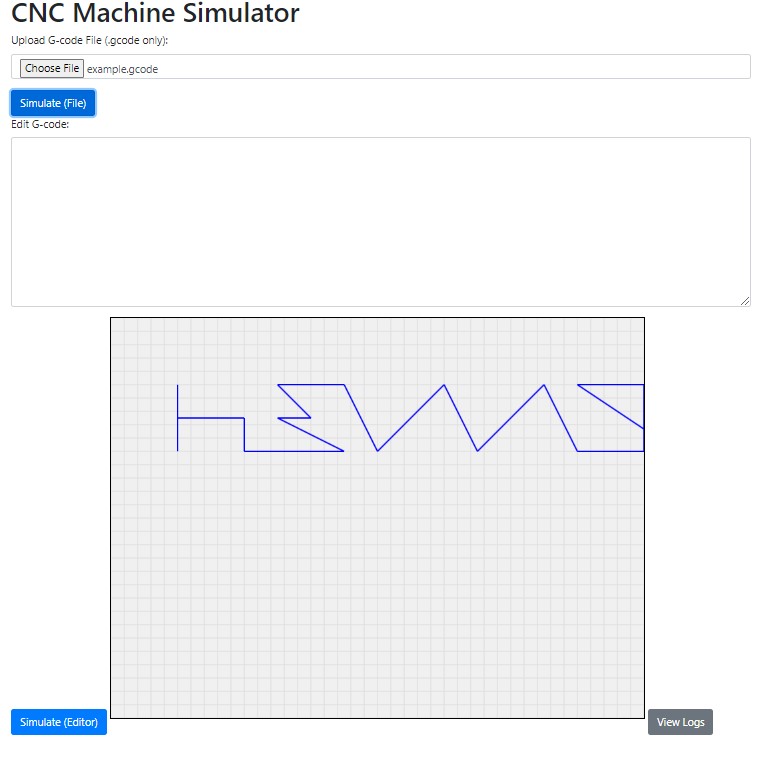 CNC Machine Simulator
Upload G-code File (.gcode only):
Choose File example.gcode
Simulate (File)
Edit G-code:
Simulate (Editor) View Logs